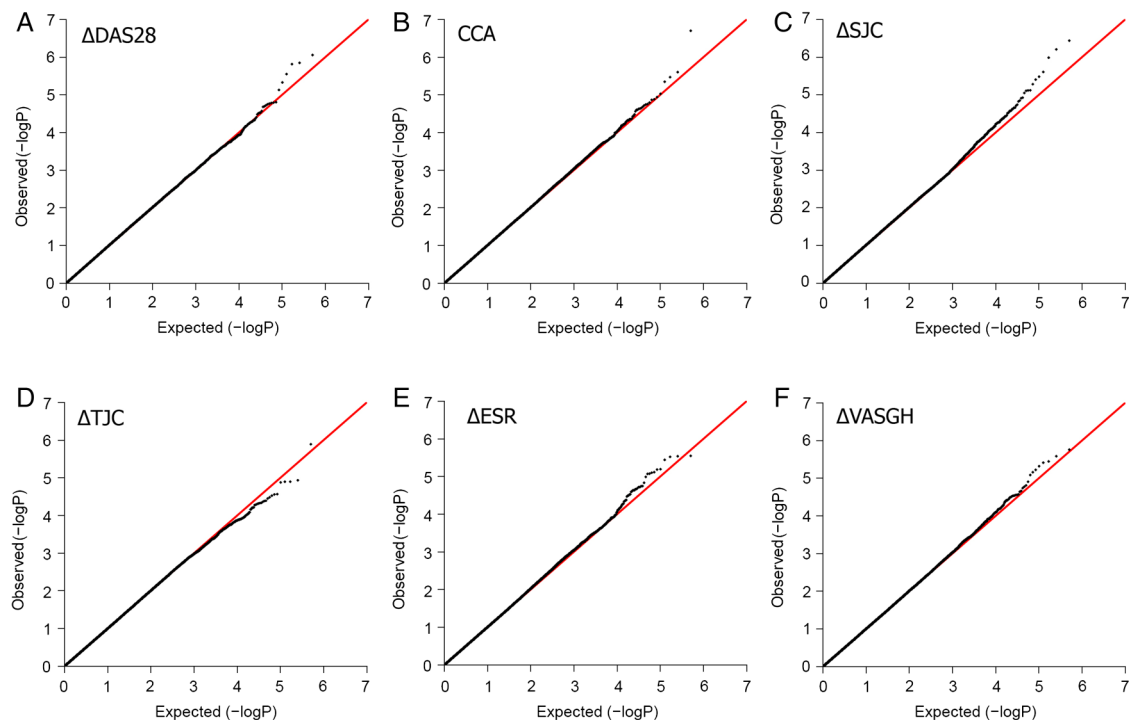 A
ΔDAS28
7
6
5
4
3
2
1
0
Observed (−logP)
0 1 2 3 4 5 6 7
Expected (−logP)
B
CCA
7
6
5
4
3
2
1
0
Observed (−logP)
0 1 2 3 4 5 6 7
Expected (−logP)
C
ΔSJC
7
6
5
4
3
2
1
0
Observed (−logP)
0 1 2 3 4 5 6 7
Expected (−logP)
D
ΔTJC
7
6
5
4
3
2
1
0
Observed (−logP)
0 1 2 3 4 5 6 7
Expected (−logP)
E
ΔESR
7
6
5
4
3
2
1
0
Observed (−logP)
0 1 2 3 4 5 6 7
Expected (−logP)
F
ΔVASGH
7
6
5
4
3
2
1
0
Observed (−logP)
0 1 2 3 4 5 6 7
Expected (−logP)